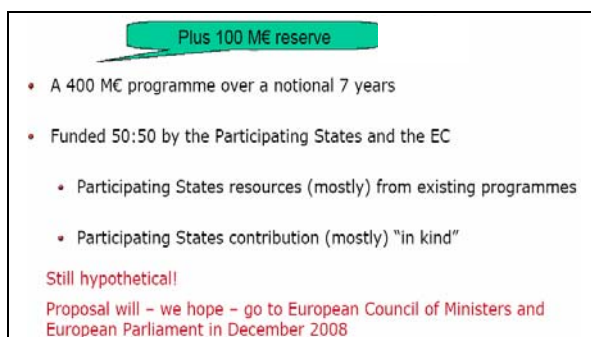 Plus 100 M€ reserve
• A 400 M€ programme over a notional 7 years
• Funded 50:50 by the Participating States and the EC
• Participating States resources (mostly) from existing programmes
• Participating States contribution (mostly) “in kind”
Still hypothetical!
Proposal will – we hope – go to European Council of Ministers and
European Parliament in December 2008